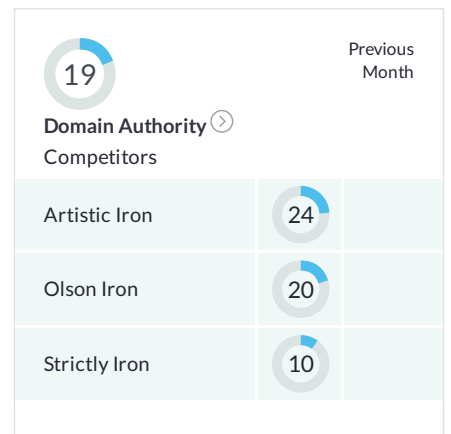 19
Previous
Month
Domain Authority
Competitors
Artistic Iron 24
Olson Iron 20
Strictly Iron 10